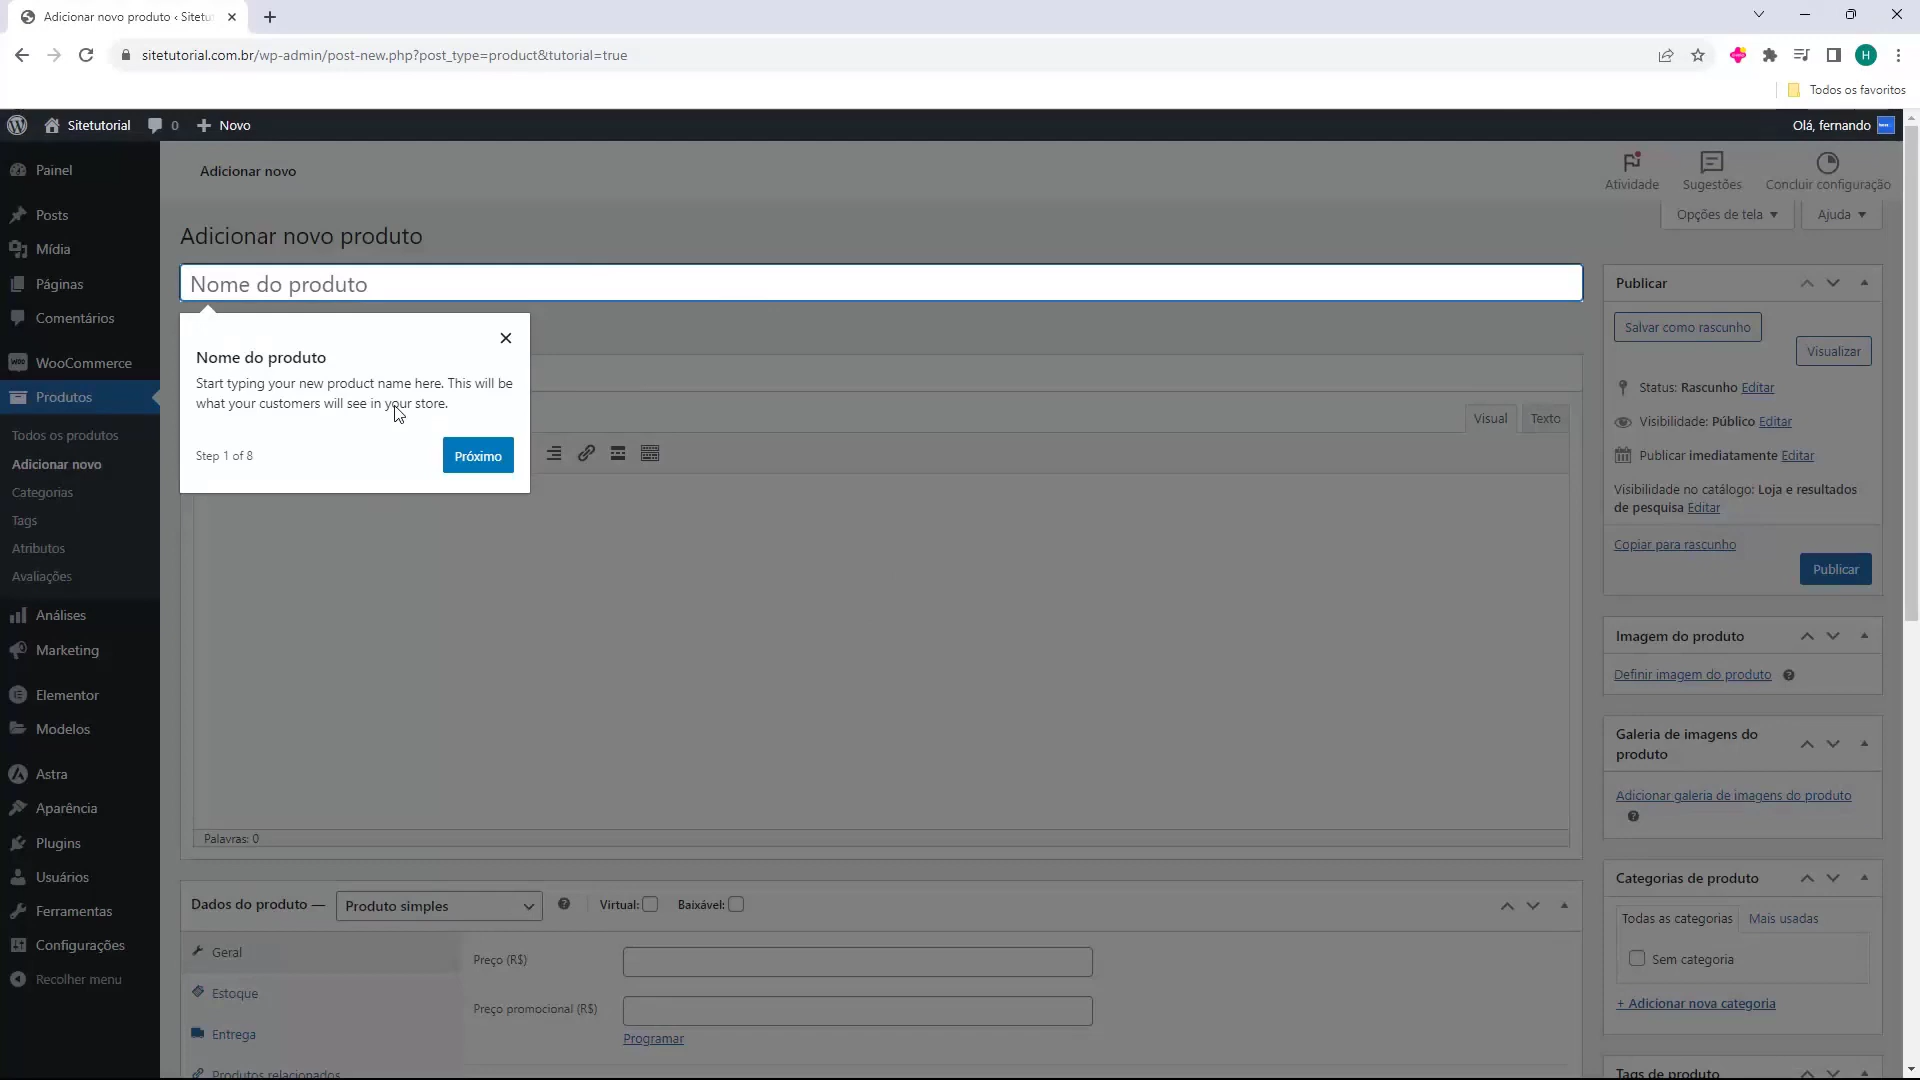 Adicionar novo produto ‹ Sitetu
sitetutorial.com.br/wp-admin/post-new.php?post_type=product&tutorial=true
H
Todos os favoritos
Sitetutorial
0
Novo
Olá, fernando
Painel
Posts
Mídia
Páginas
Comentários
WooCommerce
Produtos
Todos os produtos
Adicionar novo
Categorias
Tags
Atributos
Avaliações
Análises
Marketing
Elementor
Modelos
Astra
Aparência
Plugins
Usuários
Ferramentas
Configurações
Recolher menu
Adicionar novo
Atividade
Sugestões
Concluir configuração
Opções de tela
Ajuda
Adicionar novo produto
Nome do produto
Nome do produto
Start typing your new product name here. This will be
what your customers will see in your store.
Step 1 of 8
Próximo
Visual
Texto
Palavras: 0
Dados do produto —
Produto simples
Virtual:
Baixável:
Geral
Estoque
Entrega
Produtos relacionados
Preço (R$)
Preço promocional (R$)
Programar
Publicar
Salvar como rascunho
Visualizar
Status: Rascunho Editar
Visibilidade: Público Editar
Publicar imediatamente Editar
Visibilidade no catálogo: Loja e resultados
de pesquisa Editar
Copiar para rascunho
Publicar
Imagem do produto
Definir imagem do produto
Galeria de imagens do
produto
Adicionar galeria de imagens do produto
Categorias de produto
Todas as categorias
Mais usadas
Sem categoria
+ Adicionar nova categoria
Tags de produto